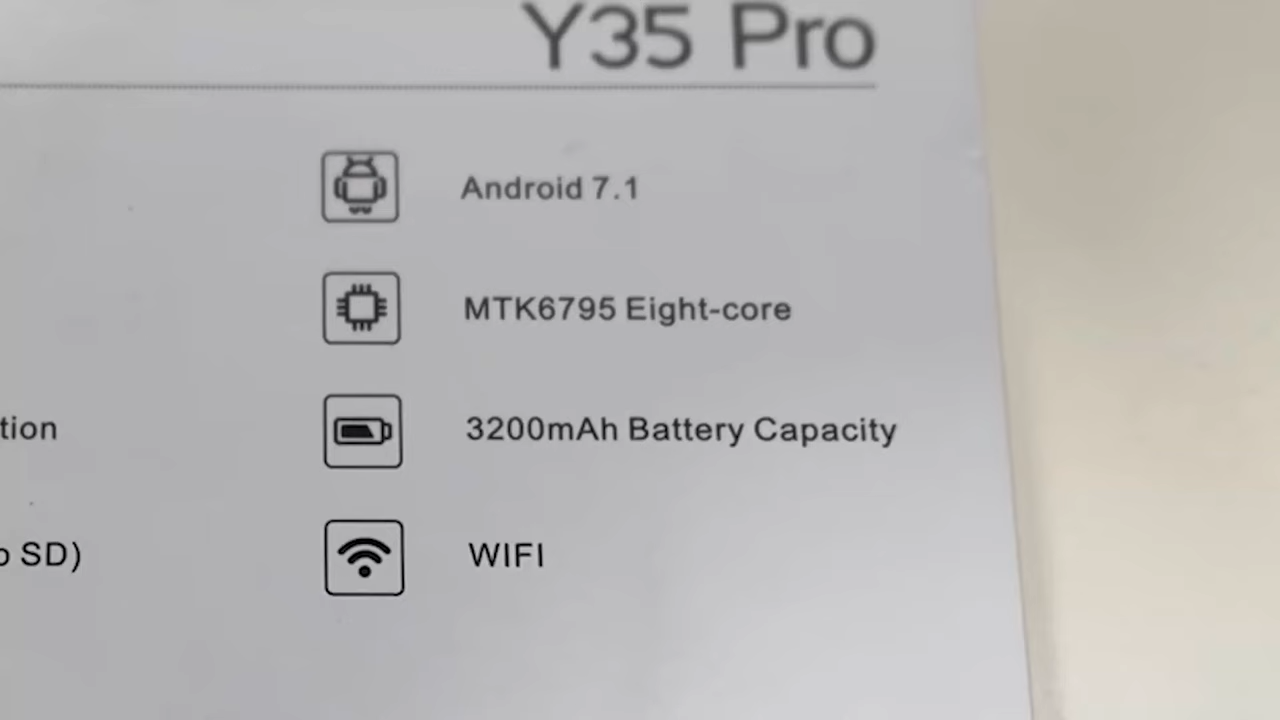 Y35 Pro
Android 7.1
MTK6795 Eight-core
tion
3200mAh Battery Capacity
SD)
WIFI